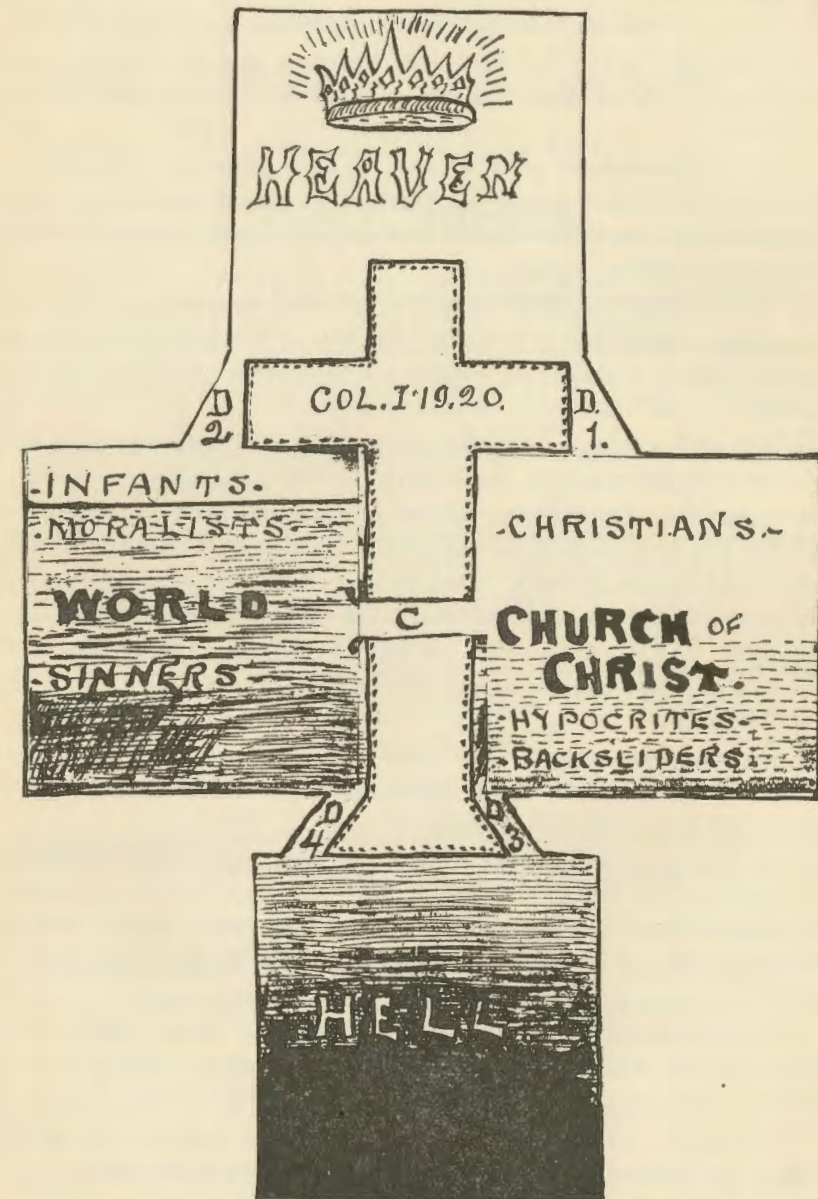 HEAVEN
COL. I. 19. 20.
D
2
D.
1.
-INFANTS.-
-MORALISTS-
WORLD
-SINNERS-
-CHRISTIANS.-
C
CHURCH OF
CHRIST.
-HYPOCRITES-
-BACKSLIDERS-
D
4
D
3
HELL